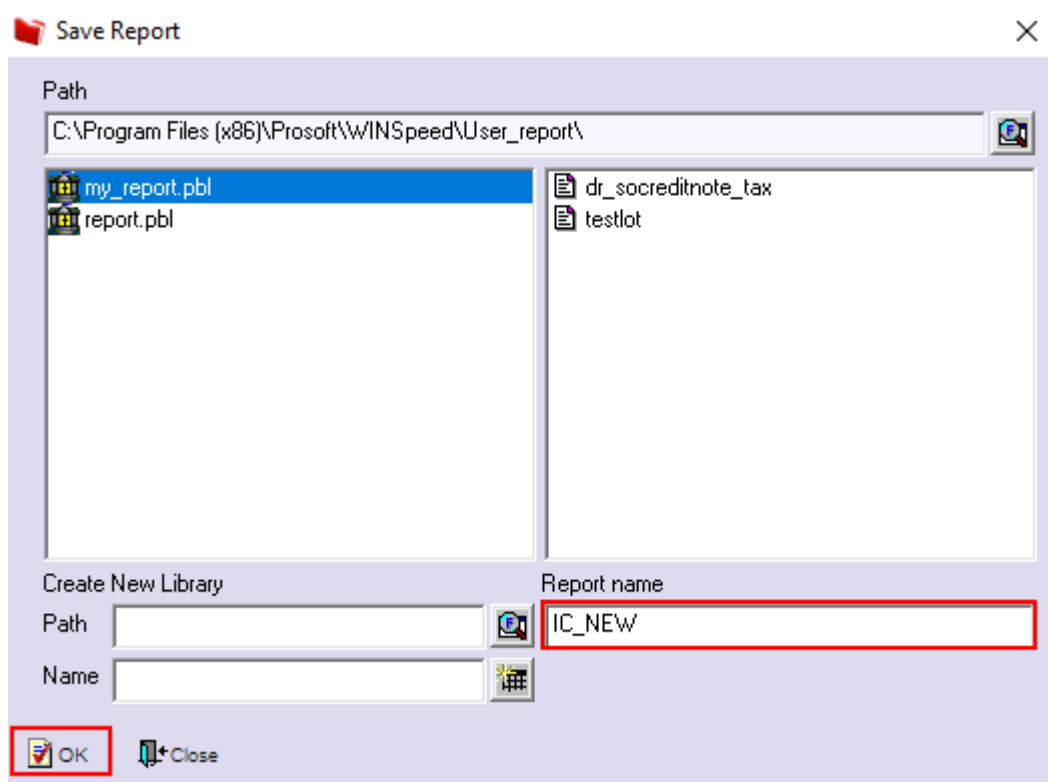 Save Report
Path
C:\Program Files (x86)\Prosoft\WINSpeed\User_report\
my_report.pbl
report.pbl
dr_socreditnote_tax
testlot
Create New Library
Path
Name
Report name
IC_NEW
OK
Close